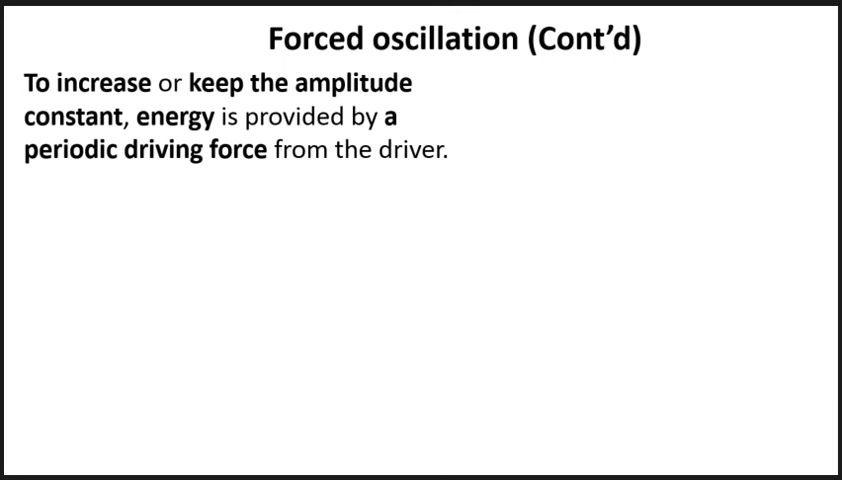 Forced oscillation (Cont’d)
To increase or keep the amplitude
constant, energy is provided by a
periodic driving force from the driver.